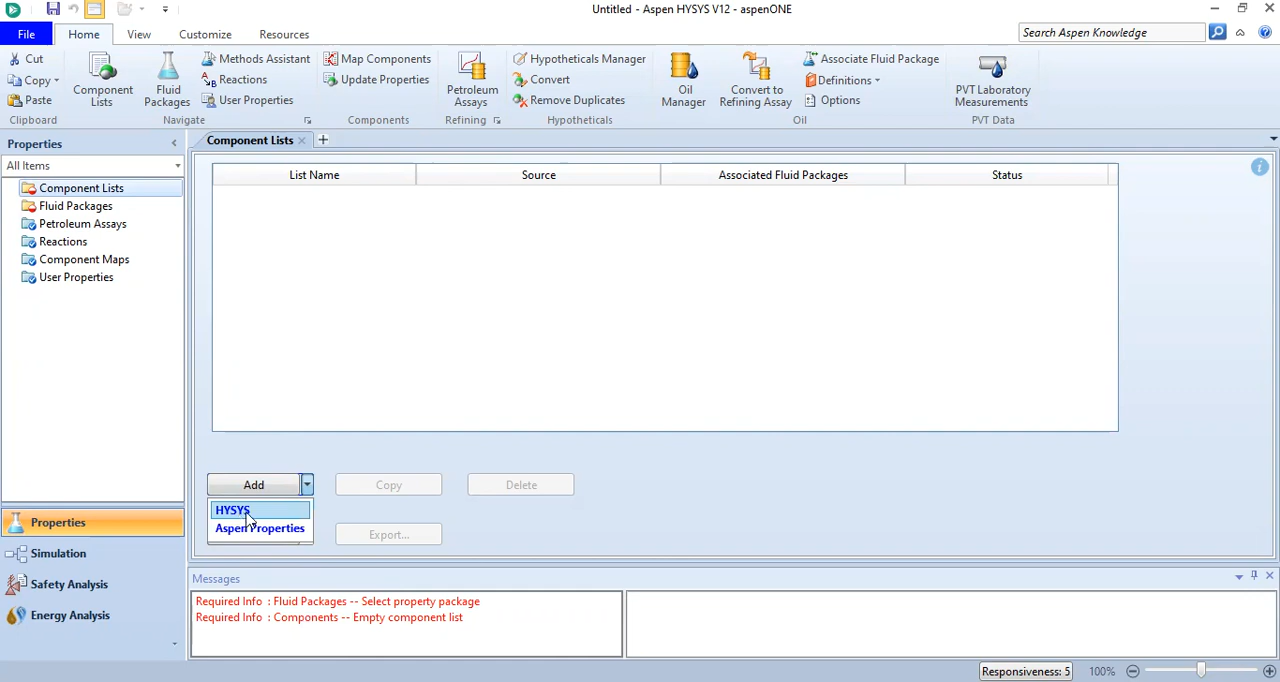 Untitled - Aspen HYSYS V12 - aspenONE
File Home View Customize Resources Search Aspen Knowledge
Cut
Copy
Paste
Clipboard
Component Lists
Fluid Packages
Methods Assistant
Reactions
User Properties
Navigate
Map Components
Update Properties
Components
Petroleum Assays
Refining
Hypotheticals Manager
Convert
Remove Duplicates
Hypotheticals
Oil Manager
Convert to Refining Assay
Associate Fluid Package
Definitions
Options
Oil
PVT Laboratory Measurements
PVT Data
Properties
All Items
Component Lists
Fluid Packages
Petroleum Assays
Reactions
Component Maps
User Properties
Properties
Simulation
Safety Analysis
Energy Analysis
Component Lists
List Name Source Associated Fluid Packages Status
Add Copy Delete
HYSYS
Aspen Properties
Export...
Messages
Required Info : Fluid Packages -- Select property package
Required Info : Components -- Empty component list
Responsiveness: 5 100%